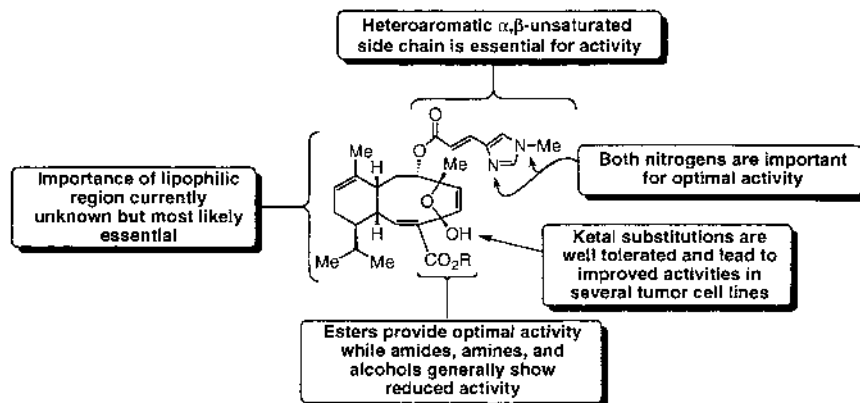 Heteroaromatic α,β-unsaturated
side chain is essential for activity
Me
O
O
N
Me
N
Me
O
H
H
OH
Me
Me
CO₂R
Importance of lipophilic
region currently
unknown but most likely
essential
Both nitrogens are important
for optimal activity
Ketal substitutions are
well tolerated and lead to
improved activities in
several tumor cell lines
Esters provide optimal activity
while amides, amines, and
alcohols generally show
reduced activity